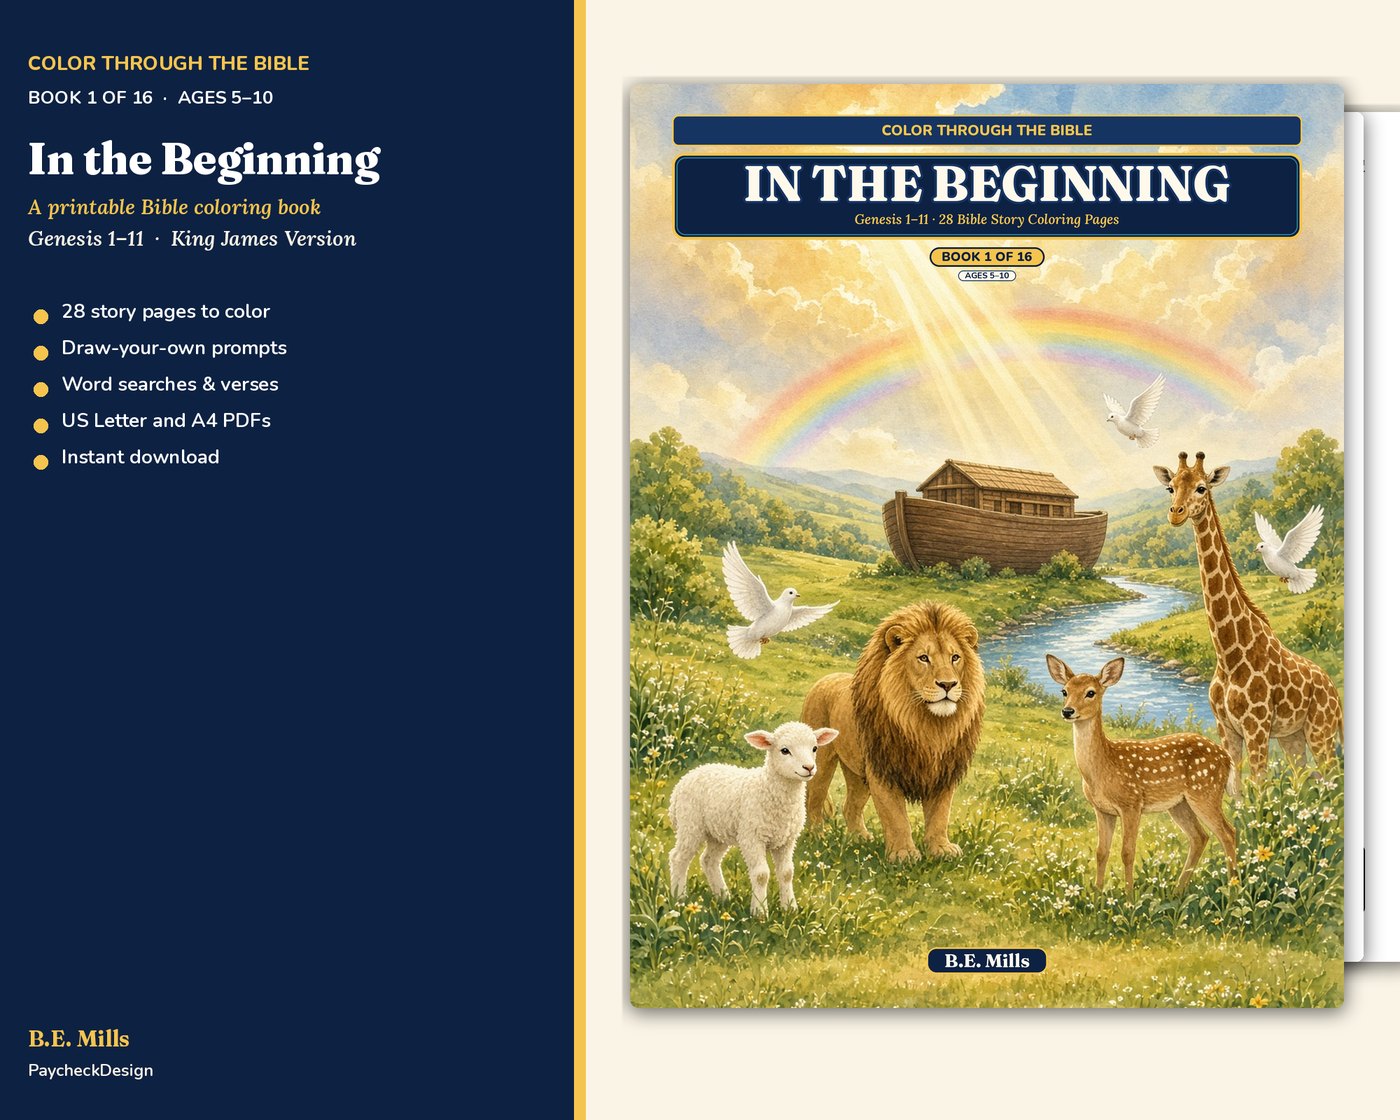 COLOR THROUGH THE BIBLE
BOOK 1 OF 16 · AGES 5–10
In the Beginning
A printable Bible coloring book
Genesis 1–11 · King James Version
28 story pages to color
Draw-your-own prompts
Word searches & verses
US Letter and A4 PDFs
Instant download
B.E. Mills
PaycheckDesign
COLOR THROUGH THE BIBLE
IN THE BEGINNING
Genesis 1–11 · 28 Bible Story Coloring Pages
BOOK 1 OF 16
AGES 5–10
B.E. Mills